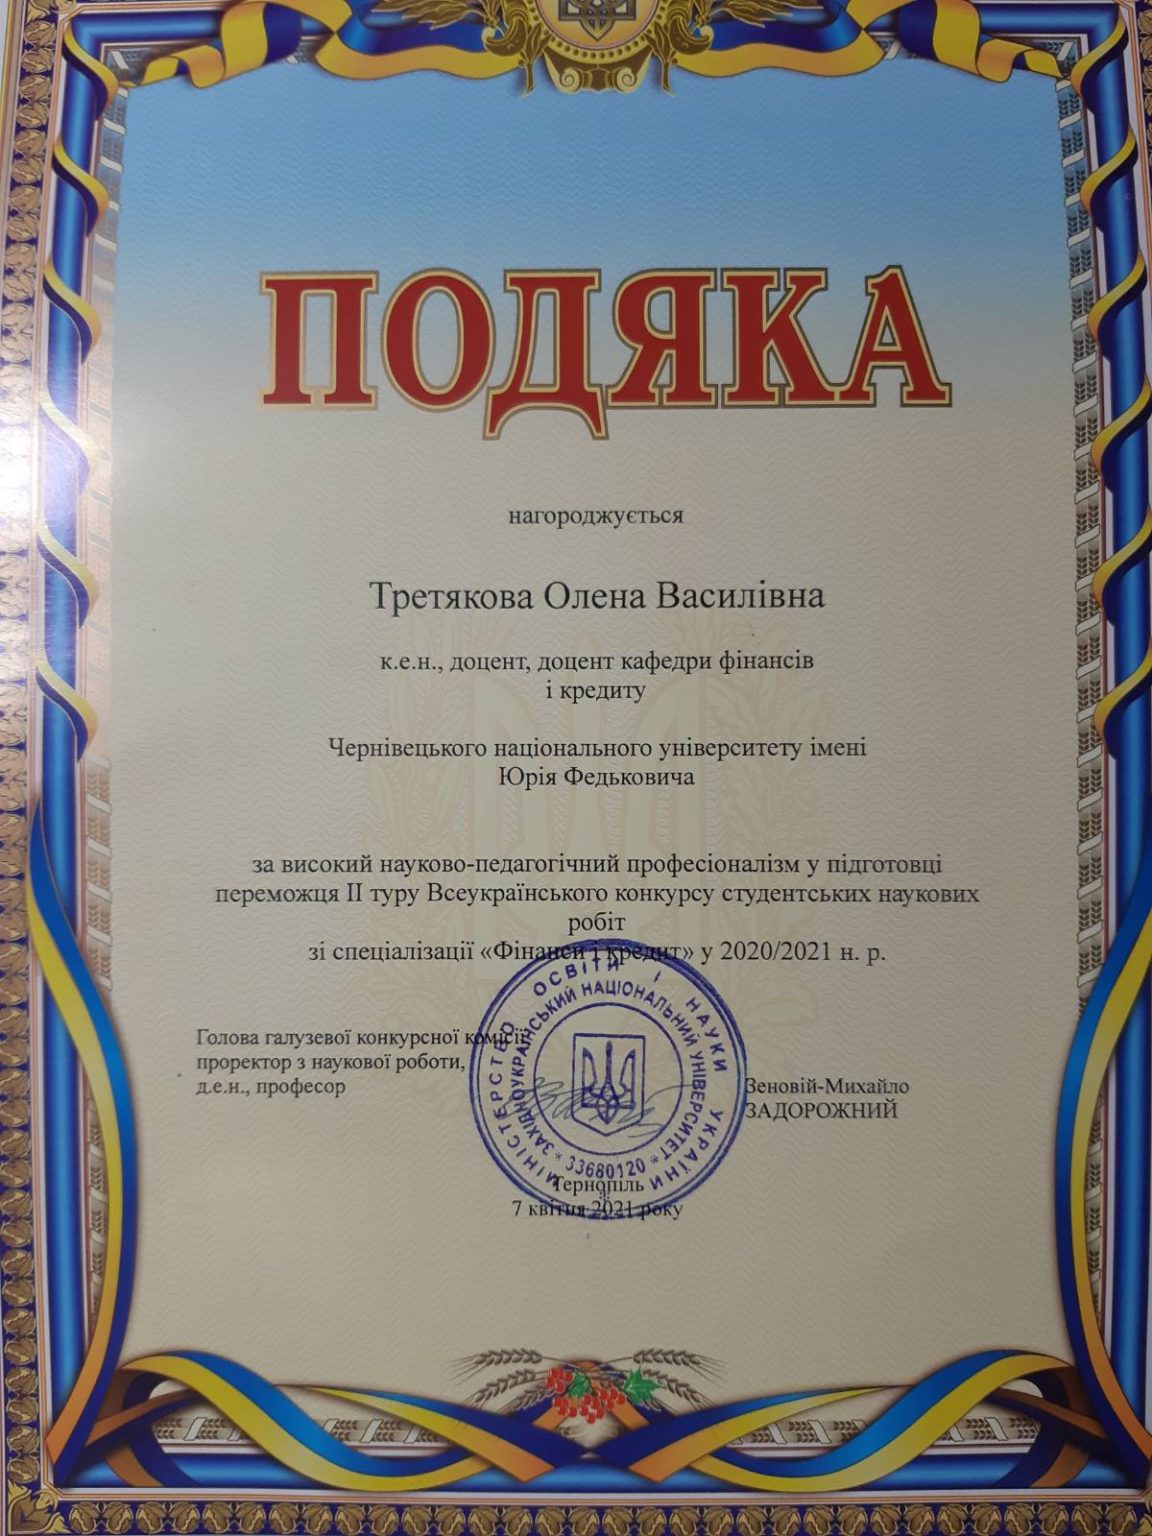 ПОДЯКА
нагороджується
Третякова Олена Василівна
к.е.н., доцент, доцент кафедри фінансів
і кредиту
Чернівецького національного університету імені
Юрія Федьковича
за високий науково-педагогічний професіоналізм у підготовці
переможця ІІ туру Всеукраїнського конкурсу студентських наукових
робіт
зі спеціалізації «Фінанси і кредит» у 2020/2021 н. р.
Голова галузевої конкурсної комісії,
проректор з наукової роботи,
д.е.н., професор
Зеновій-Михайло
ЗАДОРОЖНИЙ
МІНІСТЕРСТВО ОСВІТИ І НАУКИ УКРАЇНИ
ЗАХІДНОУКРАЇНСЬКИЙ НАЦІОНАЛЬНИЙ УНІВЕРСИТЕТ
* 33680120 *
Тернопіль
7 квітня 2021 року